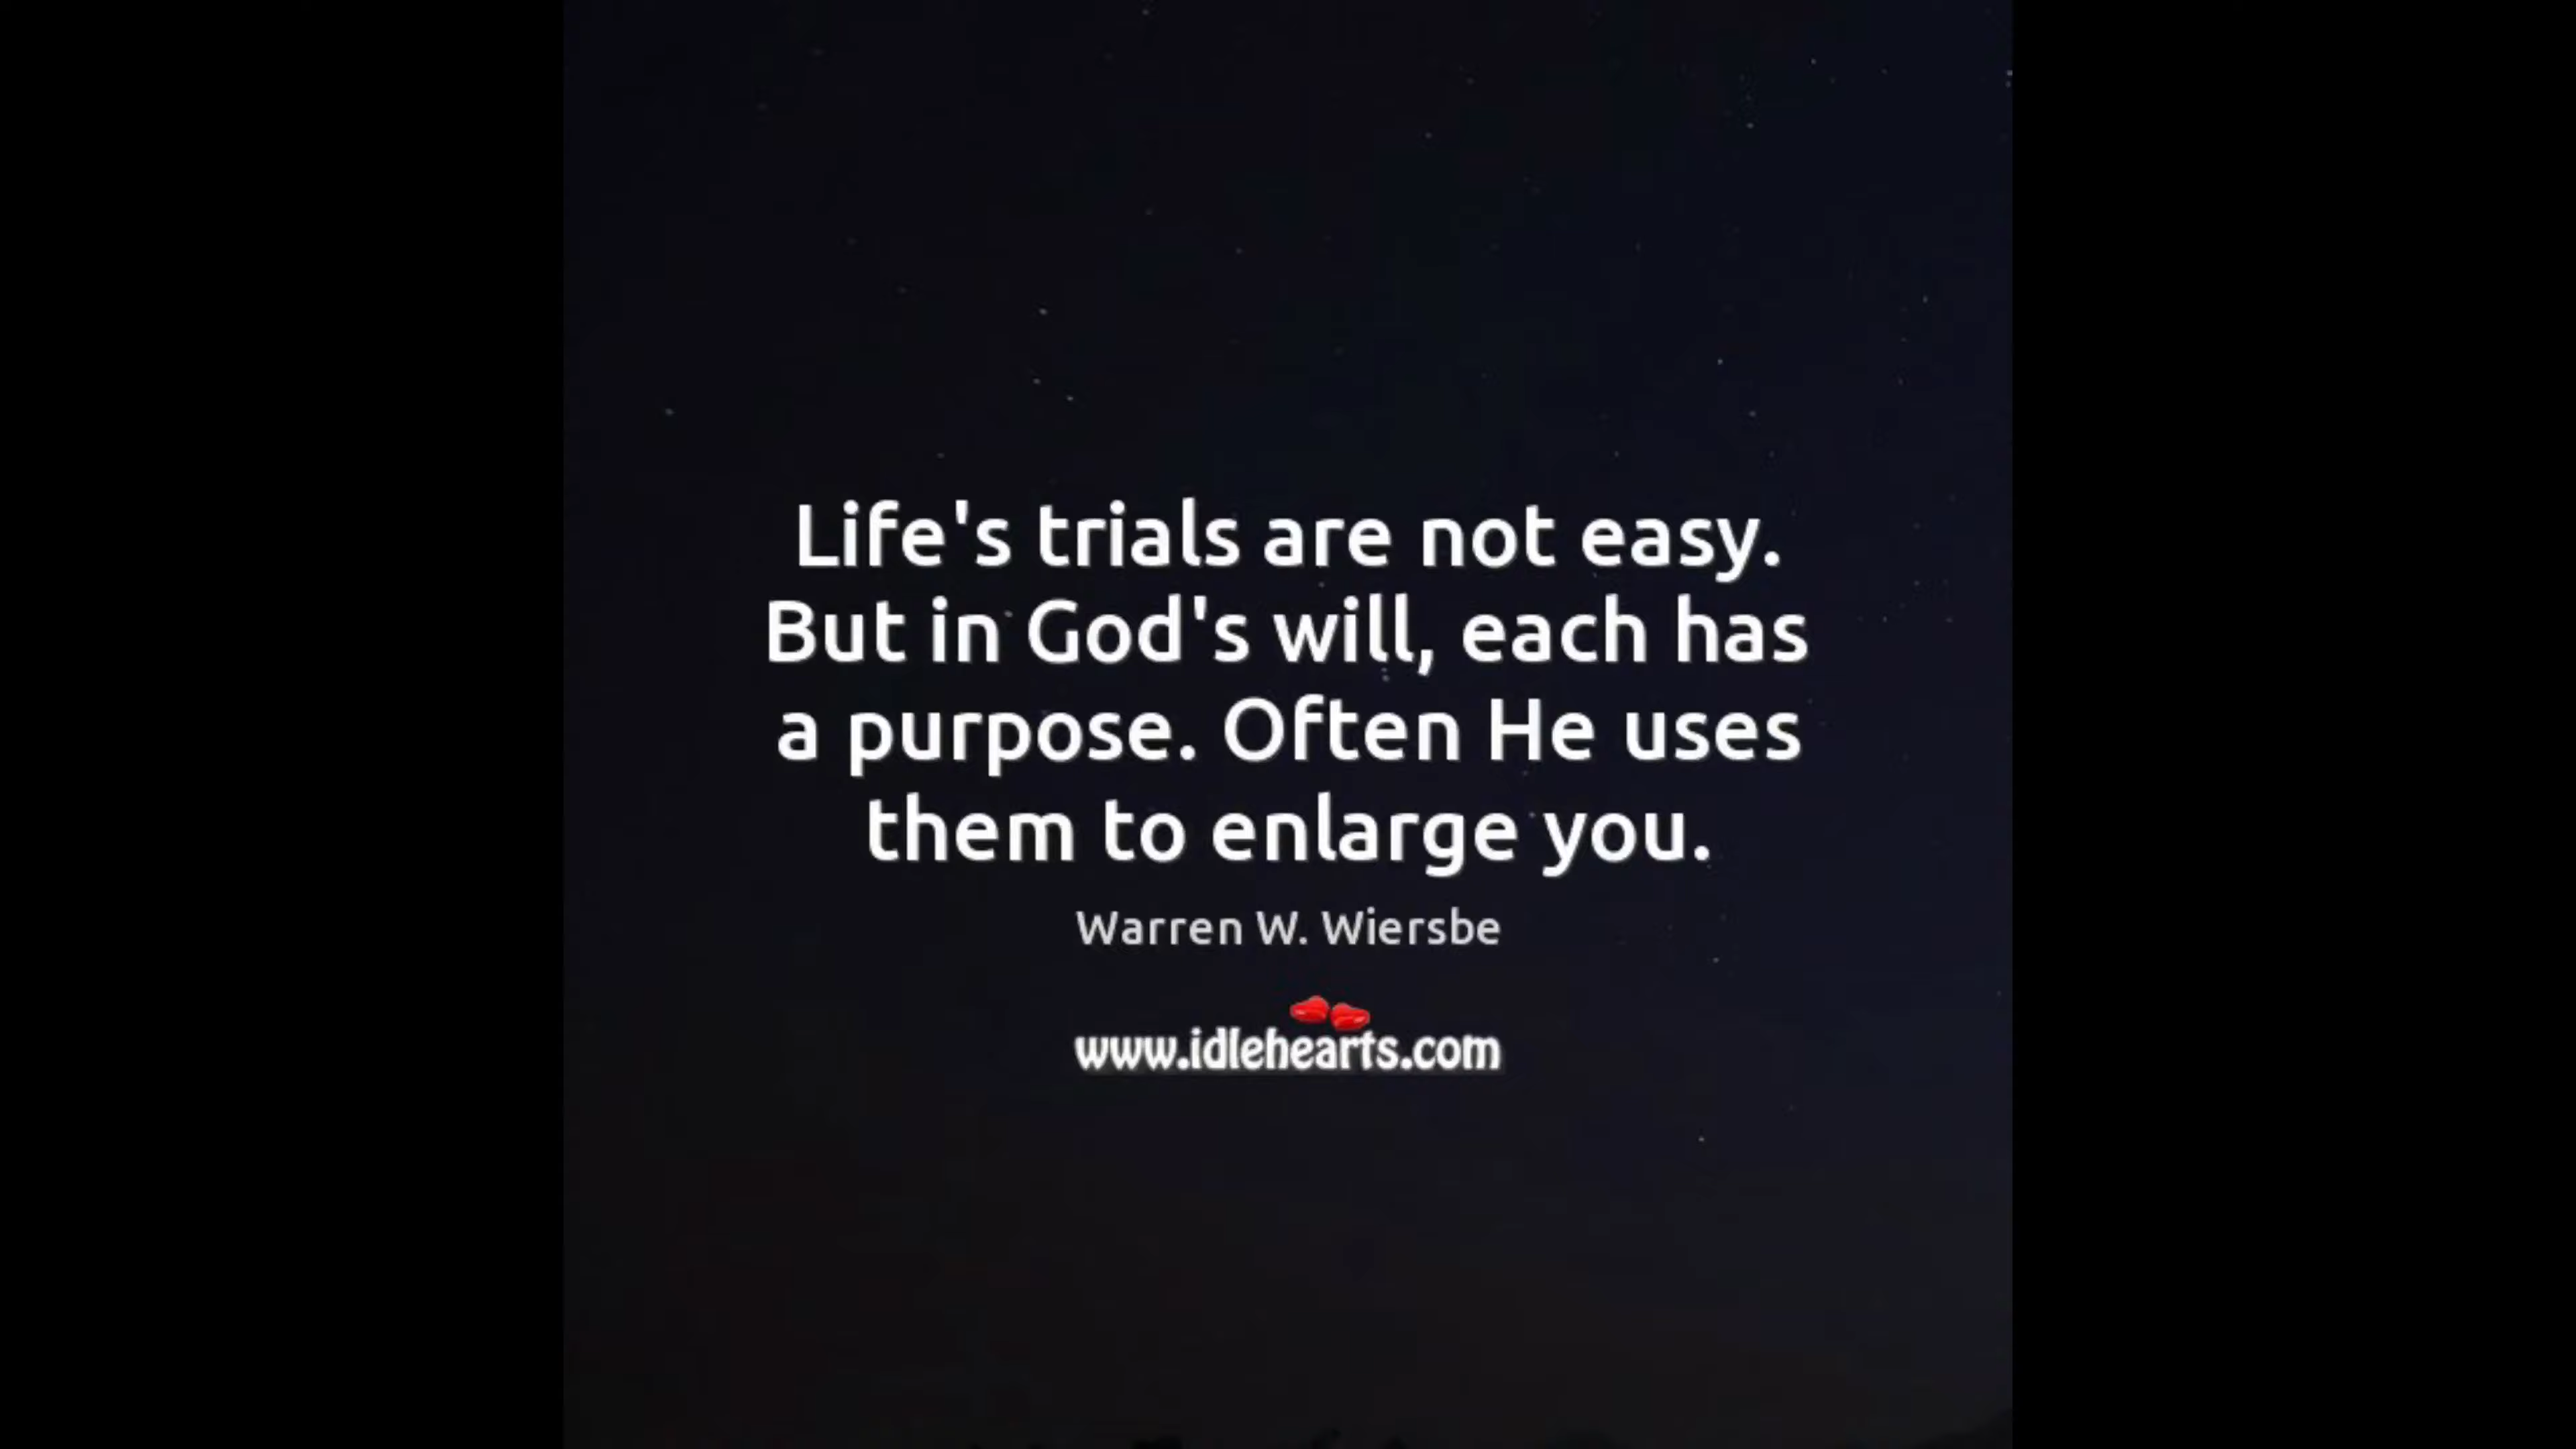 Life's trials are not easy.
But in God's will, each has
a purpose. Often He uses
them to enlarge you.
Warren W. Wiersbe
www.idlehearts.com